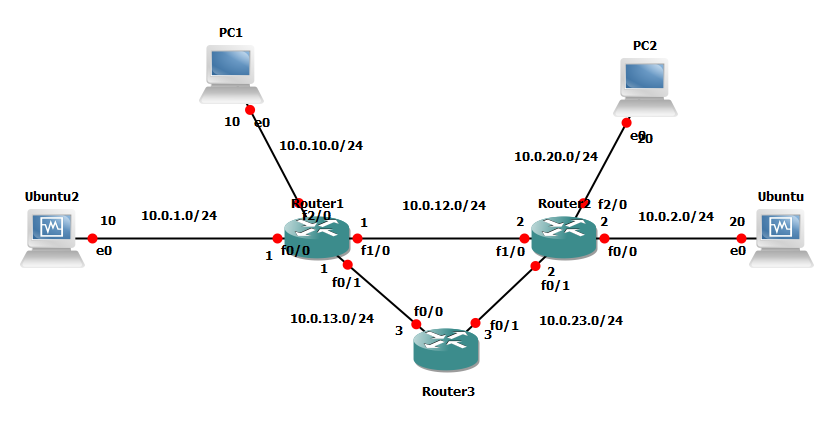 PC1
PC2
10
e0
e0
20
10.0.10.0/24
10.0.20.0/24
Ubuntu2
Router1
Router2
Ubuntu
10.0.1.0/24
10.0.12.0/24
f2/0
f2/0
10.0.2.0/24
10
1
2
2
20
e0
1
f0/0
f1/0
f1/0
f0/0
e0
1
f0/1
2
f0/1
10.0.13.0/24
f0/0
f0/1
10.0.23.0/24
3
3
Router3